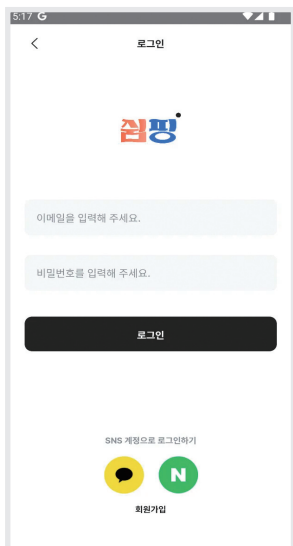 5:17 G
로그인
쩜핑
이메일을 입력해 주세요.
비밀번호를 입력해 주세요.
로그인
SNS 계정으로 로그인하기
N
회원가입